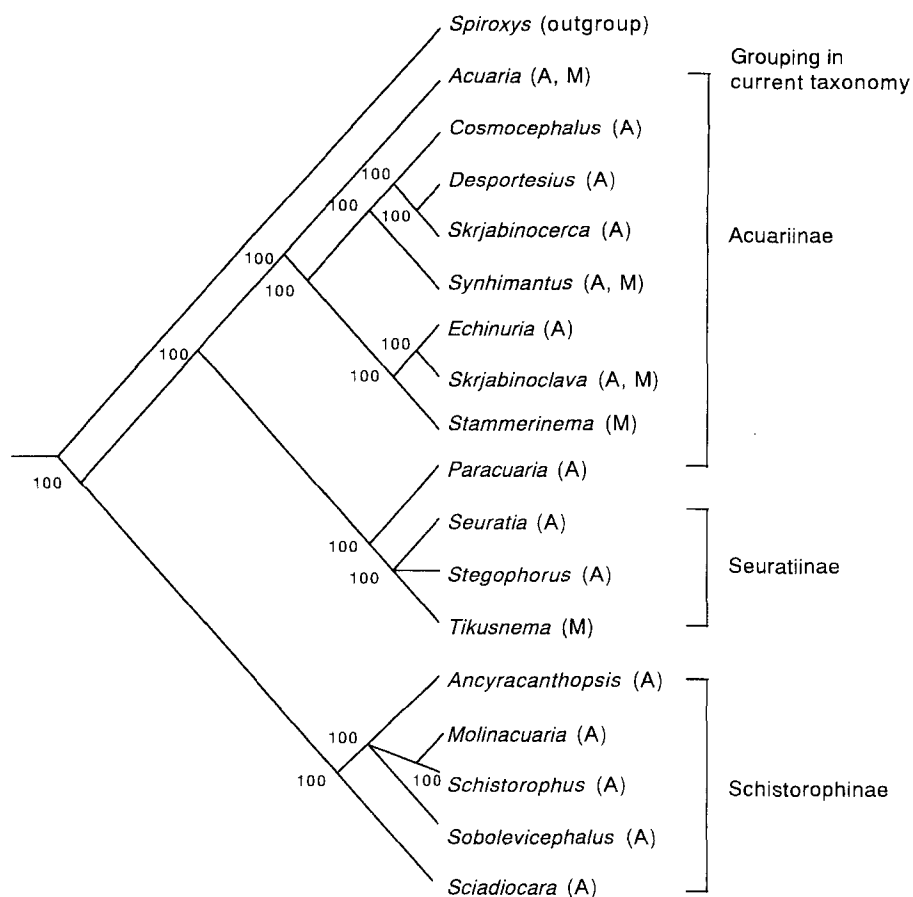 Spiroxys (outgroup)
Grouping in
current taxonomy
Acuaria (A, M)
Cosmocephalus (A)
100
Desportesius (A)
100
100
Skrjabinocerca (A)
Acuariinae
100
100
Synhimantus (A, M)
Echinuria (A)
100
100
Skrjabinoclava (A, M)
100
Stammerinema (M)
Paracuaria (A)
100
Seuratia (A)
100
Stegophorus (A)
Seuratiinae
100
Tikusnema (M)
Ancyracanthopsis (A)
100
Molinacuaria (A)
100
Schistorophus (A)
100
Schistorophinae
Sobolevicephalus (A)
Sciadiocara (A)